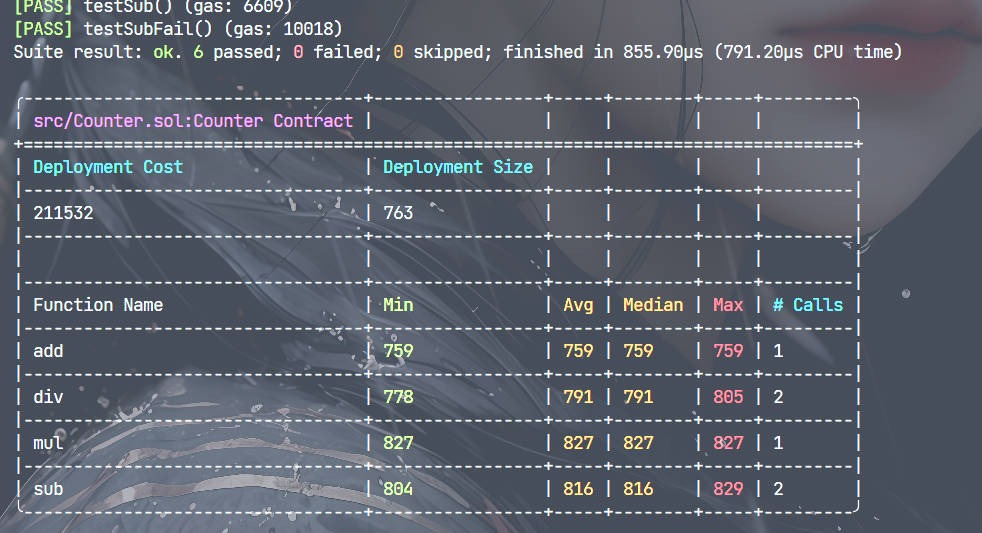 [PASS] testSub() (gas: 6609)
[PASS] testSubFail() (gas: 10018)
Suite result: ok. 6 passed; 0 failed; 0 skipped; finished in 855.90µs (791.20µs CPU time)
src/Counter.sol:Counter Contract
Deployment Cost | Deployment Size
211532 | 763
Function Name | Min | Avg | Median | Max | # Calls
add | 759 | 759 | 759 | 759 | 1
div | 778 | 791 | 791 | 805 | 2
mul | 827 | 827 | 827 | 827 | 1
sub | 804 | 816 | 816 | 829 | 2